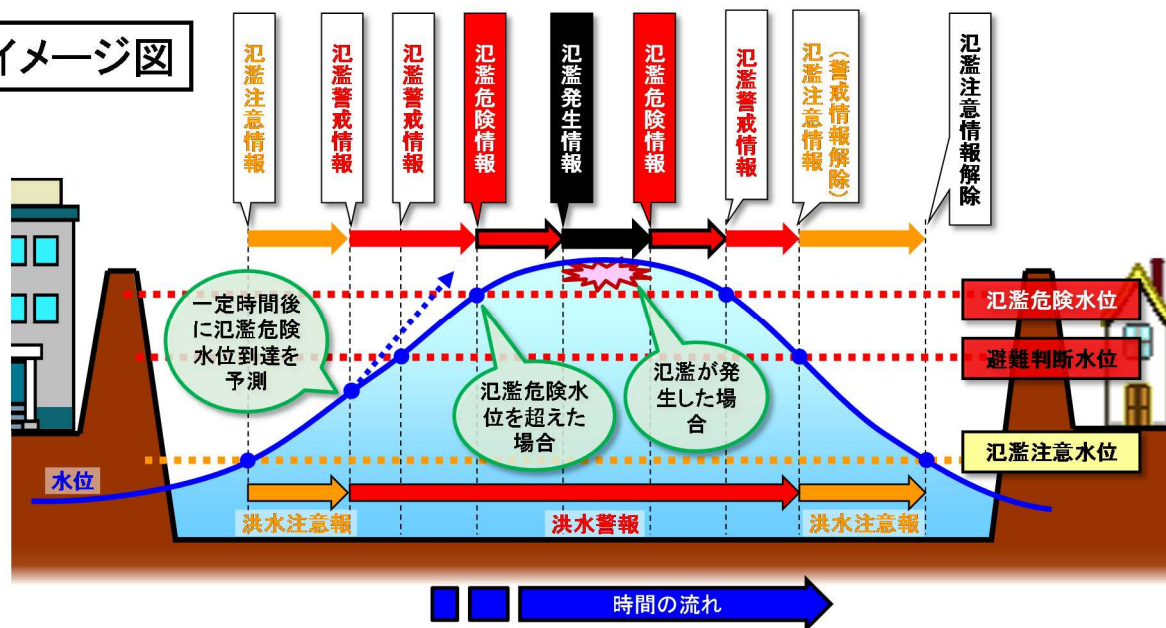 イメージ図
氾濫注意情報
氾濫警戒情報
氾濫警戒情報
氾濫危険情報
氾濫発生情報
氾濫危険情報
氾濫警戒情報
(警戒情報解除)
氾濫注意情報
氾濫注意情報解除
一定時間後
に氾濫危険
水位到達を
予測
氾濫危険水
位を超えた
場合
氾濫が発
生した場
合
氾濫危険水位
避難判断水位
氾濫注意水位
水位
洪水注意報
洪水警報
洪水注意報
時間の流れ